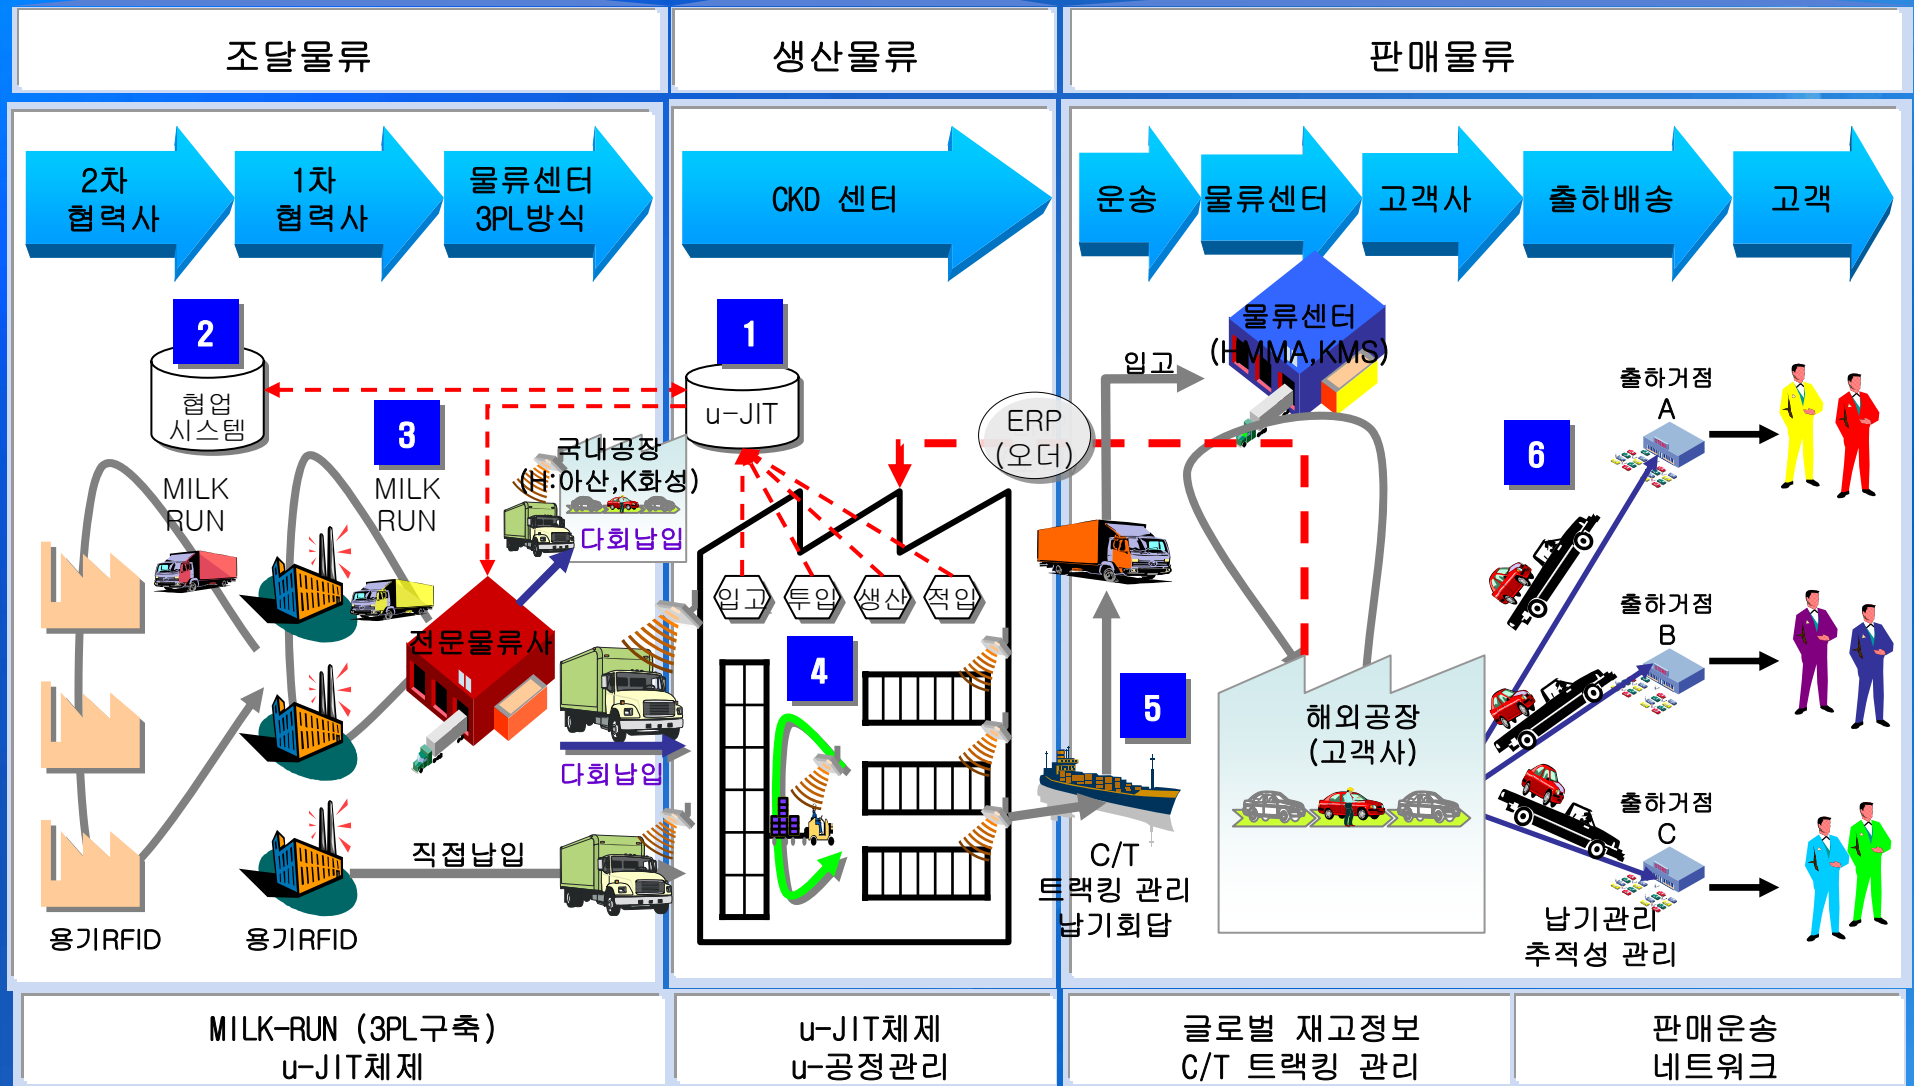 조달물류
생산물류
판매물류
2차
협력사
1차
협력사
물류센터
3PL방식
CKD 센터
운송
물류센터
고객사
출하배송
고객
2
협업
시스템
3
MILK
RUN
MILK
RUN
1
u-JIT
국내공장
(H:아산,K화성)
다회납입
전문물류사
다회납입
직접납입
용기RFID
용기RFID
입고
투입
생산
적입
4
ERP
(오더)
입고
물류센터
(HMMA,KMS)
5
C/T
트랙킹 관리
납기회답
해외공장
(고객사)
6
출하거점
A
출하거점
B
출하거점
C
납기관리
추적성 관리
MILK-RUN (3PL구축)
u-JIT체제
u-JIT체제
u-공정관리
글로벌 재고정보
C/T 트랙킹 관리
판매운송
네트워크